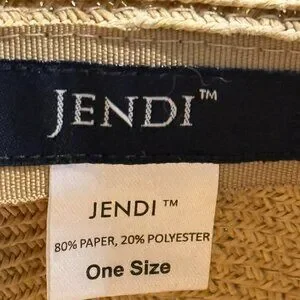 JENDI™
JENDI ™
80% PAPER, 20% POLYESTER
One Size